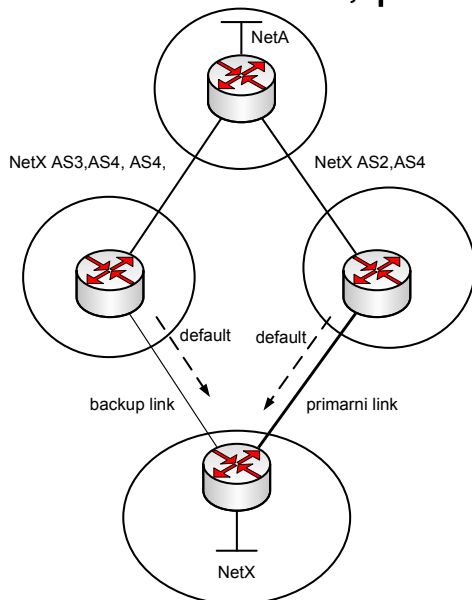 NetA
NetX AS3,AS4, AS4,
NetX AS2,AS4
default
default
backup link
primarni link
NetX